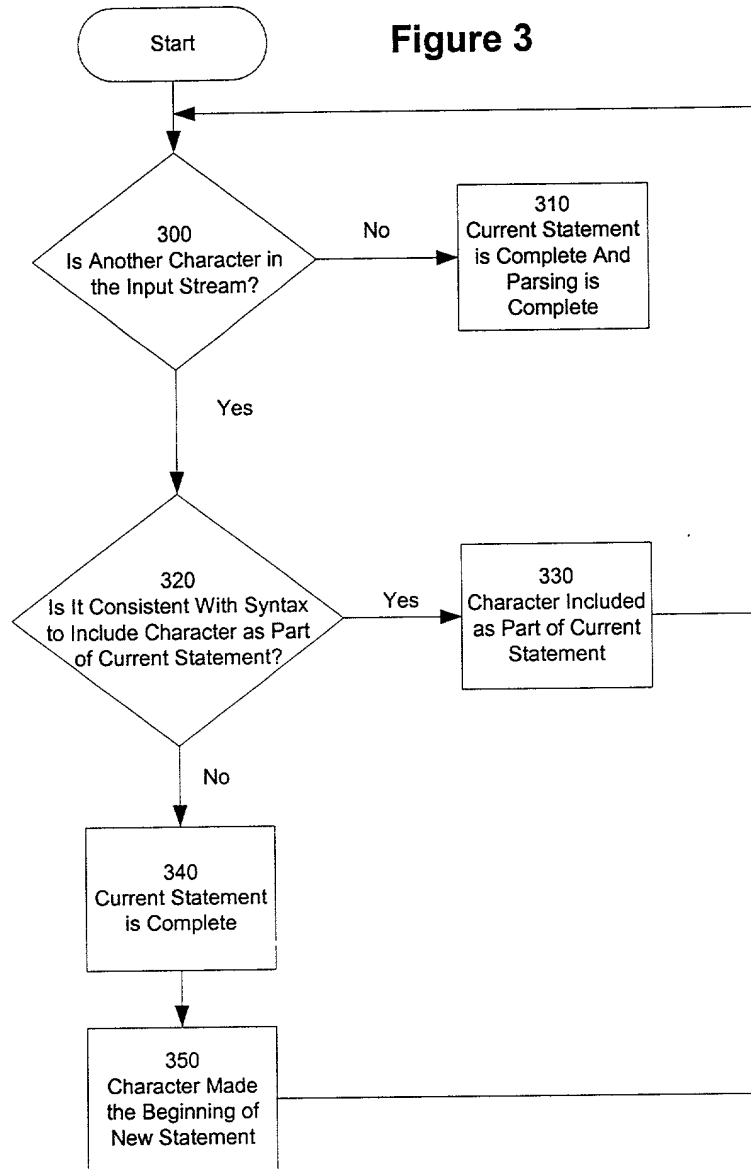 Start
Figure 3
300
Is Another Character in
the Input Stream?
No
310
Current Statement
is Complete And
Parsing is
Complete
Yes
320
Is It Consistent With Syntax
to Include Character as Part
of Current Statement?
Yes
330
Character Included
as Part of Current
Statement
No
340
Current Statement
is Complete
350
Character Made
the Beginning of
New Statement